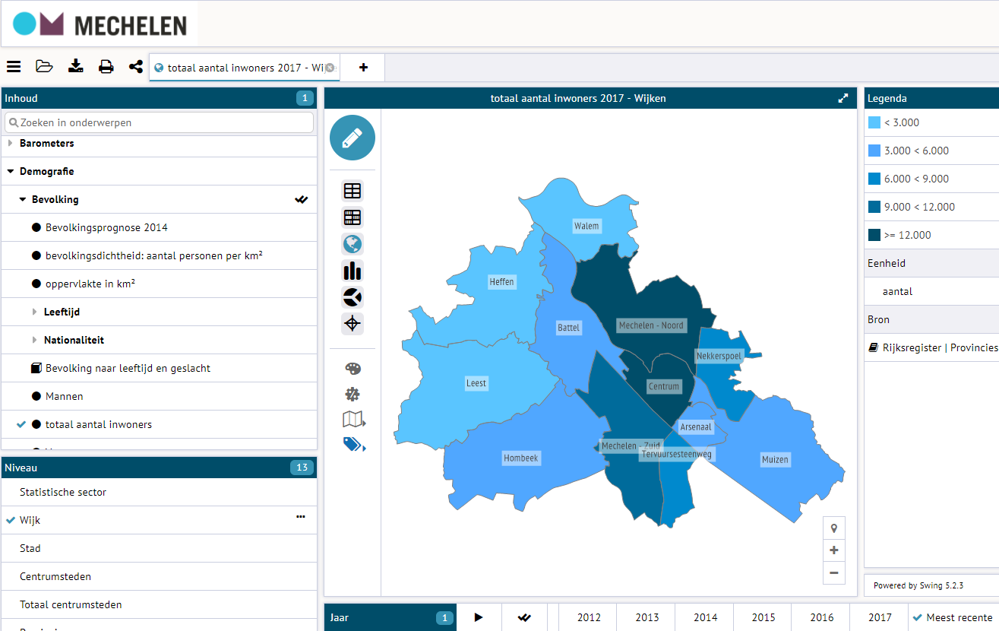 MECHELEN
totaal aantal inwoners 2017 - Wij
Inhoud 1
Zoeken in onderwerpen
Barometers
Demografie
Bevolking
Bevolkingsprognose 2014
bevolkingsdichtheid: aantal personen per km²
oppervlakte in km²
Leeftijd
Nationaliteit
Bevolking naar leeftijd en geslacht
Mannen
totaal aantal inwoners
Niveau 13
Statistische sector
Wijk
Stad
Centrumsteden
Totaal centrumsteden
totaal aantal inwoners 2017 - Wijken
Walem
Heffen
Battel
Mechelen - Noord
Nekkerspoel
Leest
Centrum
Arsenaal
Mechelen - Zuid
Tervuursesteenweg
Hombeek
Muizen
Legenda
< 3.000
3.000 < 6.000
6.000 < 9.000
9.000 < 12.000
>= 12.000
Eenheid
aantal
Bron
Rijksregister | Provincies
Powered by Swing 5.2.3
Jaar 1
2012 2013 2014 2015 2016 2017 Meest recente